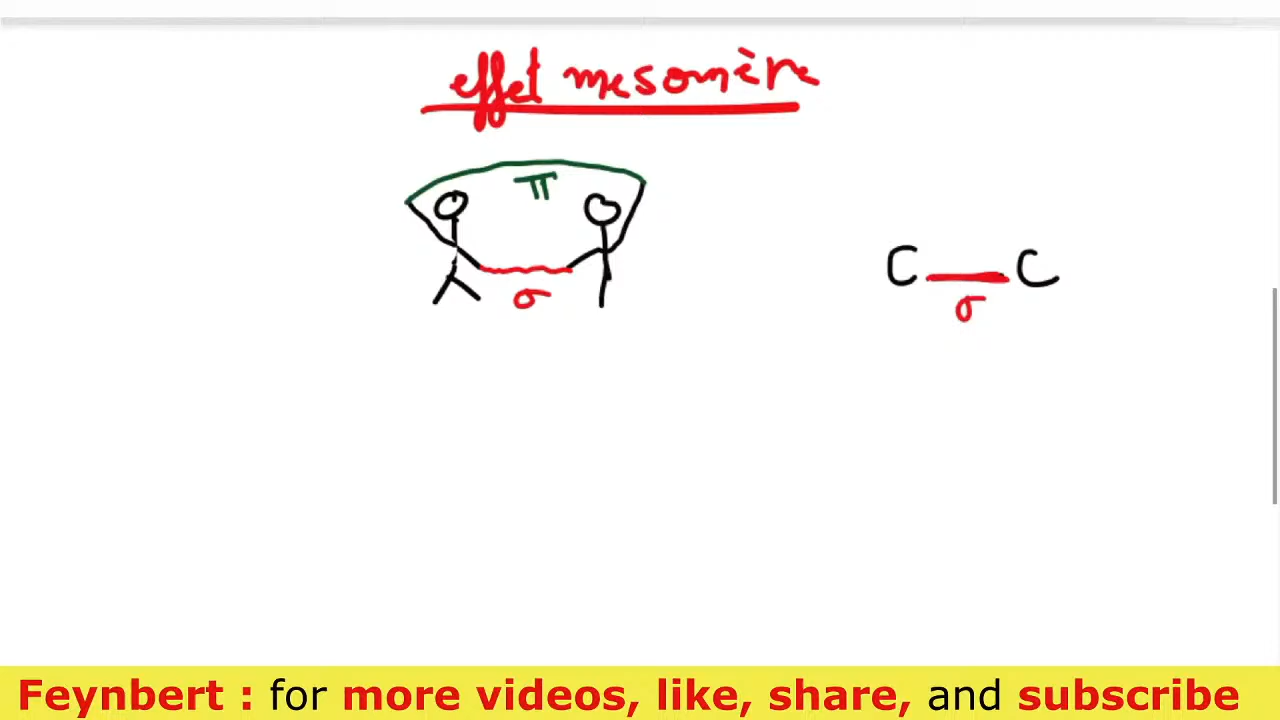 effet mesomère
π
σ
C — C
σ
Feynbert : for more videos, like, share, and subscribe